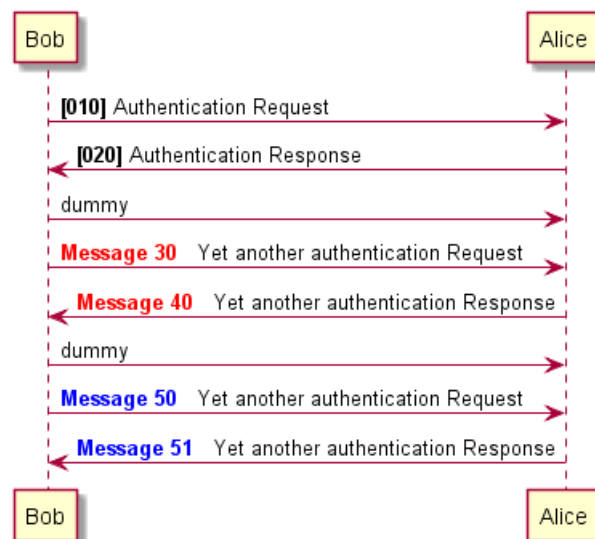 Bob Alice
[010] Authentication Request
[020] Authentication Response
dummy
Message 30 Yet another authentication Request
Message 40 Yet another authentication Response
dummy
Message 50 Yet another authentication Request
Message 51 Yet another authentication Response
Bob Alice